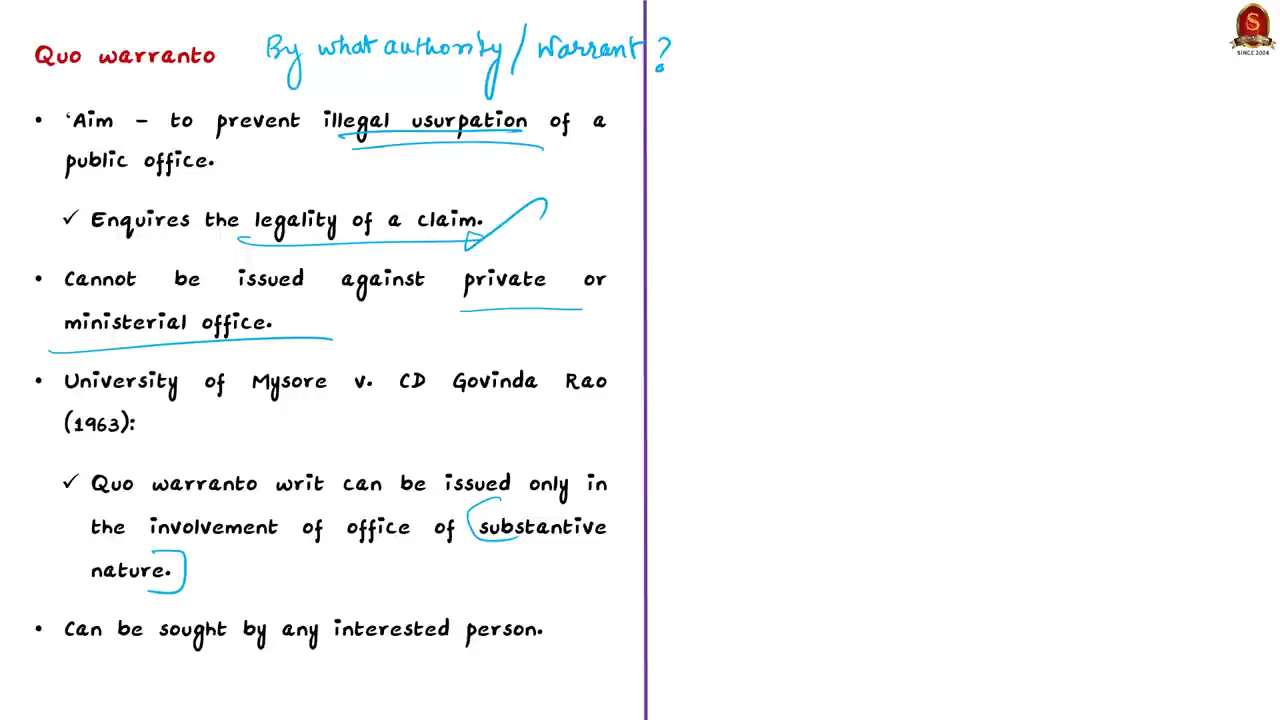 Quo warranto By what authority/Warrant?
• 'Aim – to prevent illegal usurpation of a
public office.
✓ Enquires the legality of a claim.
• Cannot be issued against private or
ministerial office.
• University of Mysore v. CD Govinda Rao
(1963):
✓ Quo warranto writ can be issued only in
the involvement of office of substantive
nature.
• Can be sought by any interested person.
S
SINCE 2004